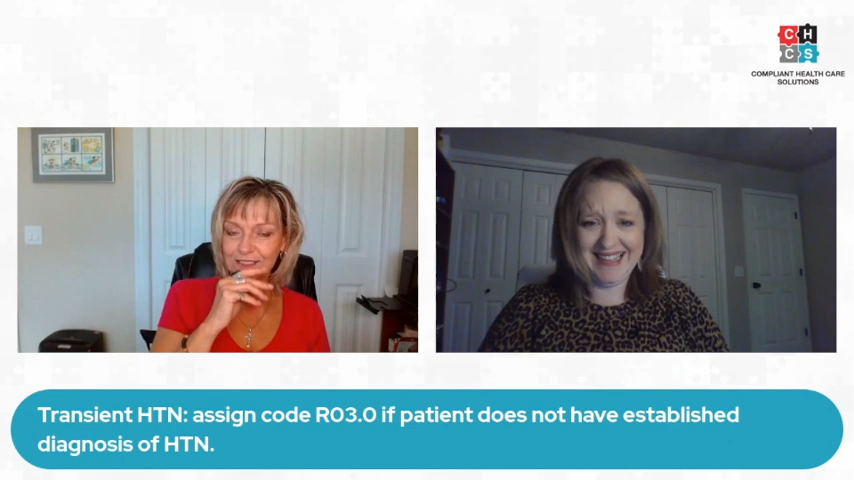 C H
C S
COMPLIANT HEALTH CARE
SOLUTIONS
Transient HTN: assign code R03.0 if patient does not have established
diagnosis of HTN.